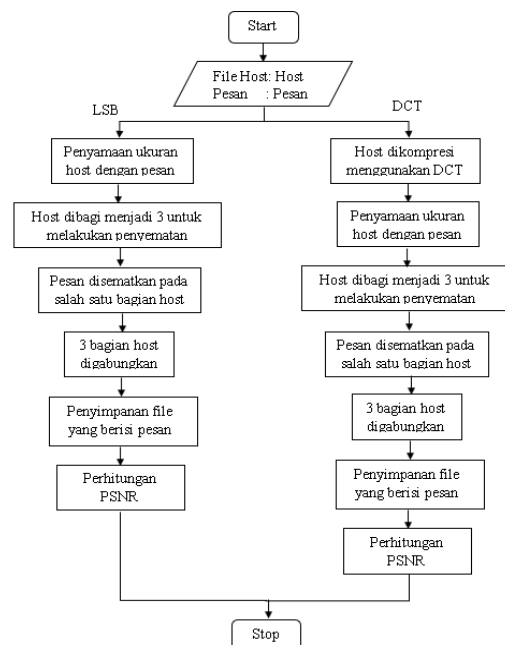 Start
File Host: Host
Pesan : Pesan
LSB
Penyamaan ukuran
host dengan pesan
Host dibagi menjadi 3 untuk
melakukan penyematan
Pesan disematkan pada
salah satu bagian host
3 bagian host
digabungkan
Penyimpanan file
yang berisi pesan
Perhitungan
PSNR
DCT
Host dikompresi
menggunakan DCT
Penyamaan ukuran
host dengan pesan
Host dibagi menjadi 3 untuk
melakukan penyematan
Pesan disematkan pada
salah satu bagian host
3 bagian host
digabungkan
Penyimpanan file
yang berisi pesan
Perhitungan
PSNR
Stop